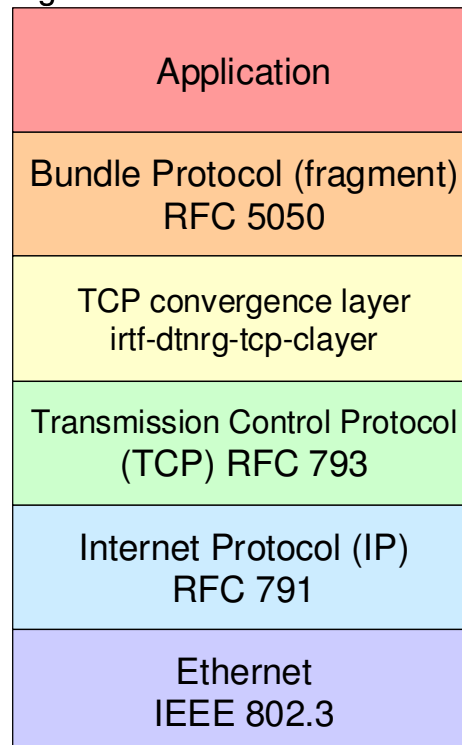 Application
Bundle Protocol (fragment)
RFC 5050
TCP convergence layer
irtf-dtnrg-tcp-clayer
Transmission Control Protocol
(TCP) RFC 793
Internet Protocol (IP)
RFC 791
Ethernet
IEEE 802.3